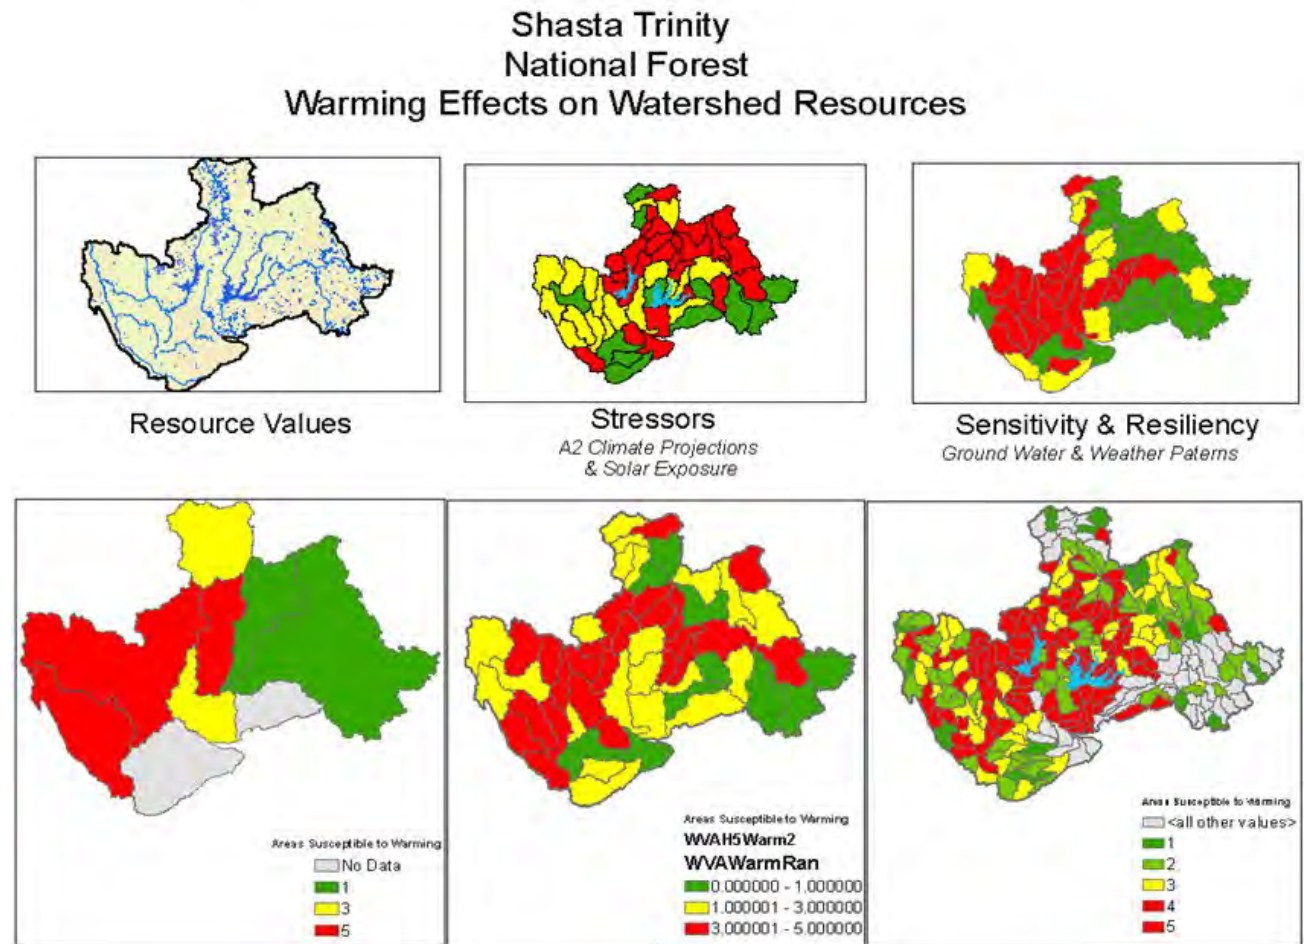 Shasta Trinity
National Forest
Warming Effects on Watershed Resources
Resource Values
Stressors
A2 Climate Projections
& Solar Exposure
Sensitivity & Resiliency
Ground Water & Weather Paterns
Areas Susceptible to Warming
No Data
1
3
5
Areas Susceptible to Warming
WVAH5Warm2
WVAWarmRan
0.000000 - 1.000000
1.000001 - 3.000000
3.000001 - 5.000000
Areas Susceptible to Warming
<all other values>
1
2
3
4
5